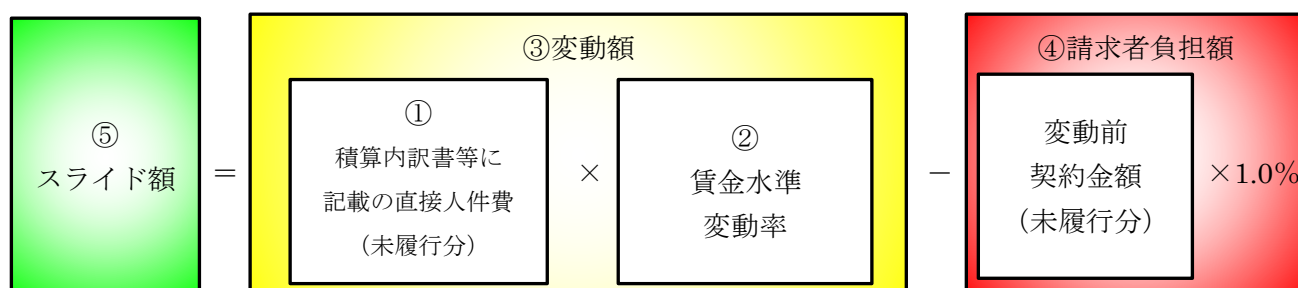 ⑤
スライド額
=
③変動額
①
積算内訳書等に
記載の直接人件費
(未履行分)
×
②
賃金水準
変動率
−
④請求者負担額
変動前
契約金額
(未履行分)
×1.0%